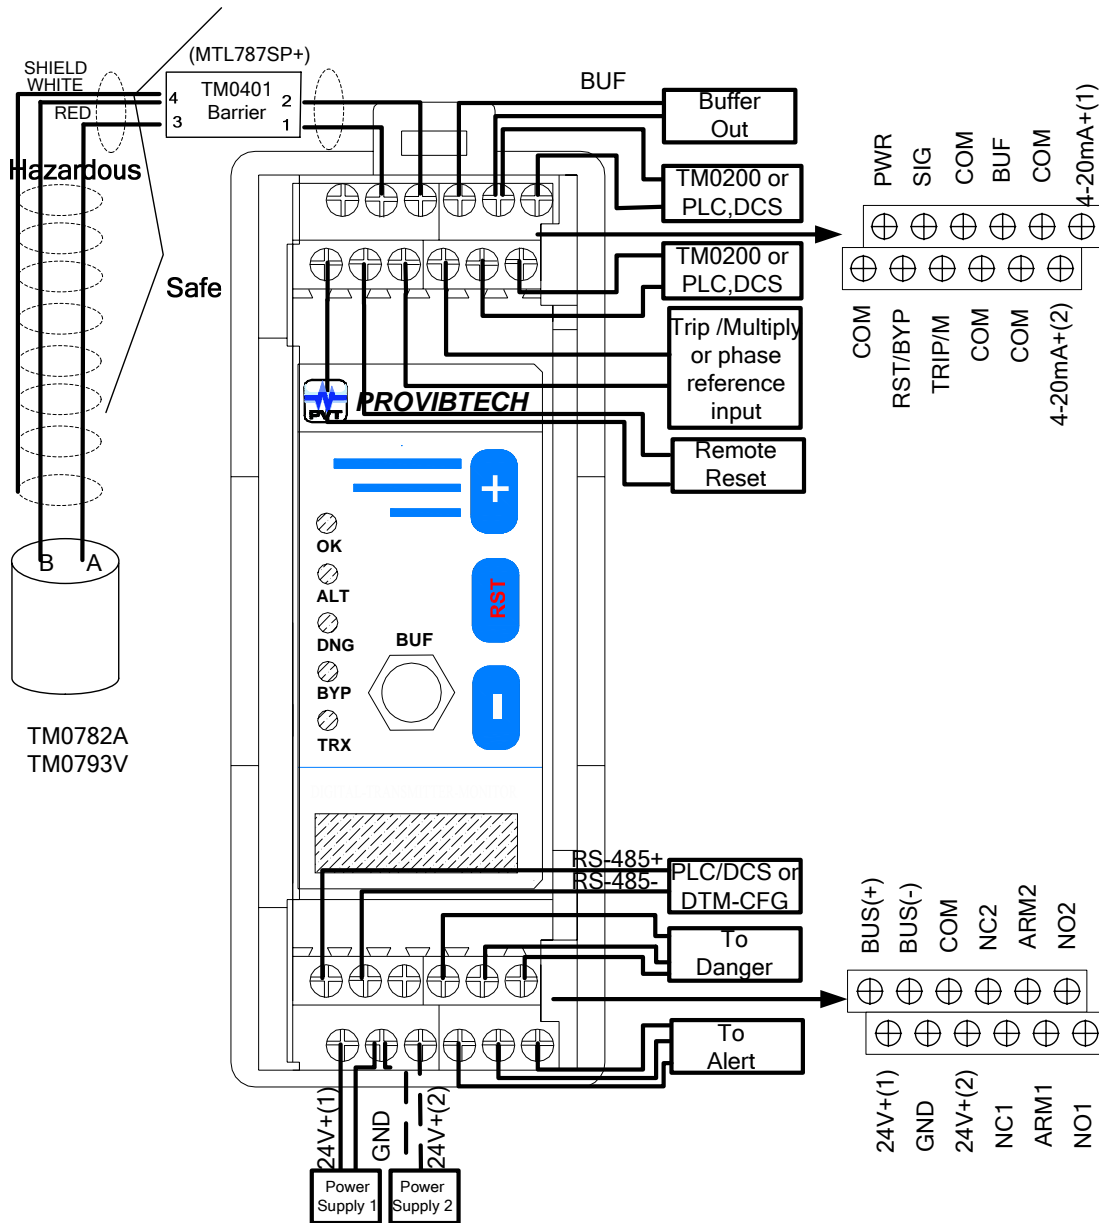 (MTL787SP+)
SHIELD
WHITE
RED
4
3
TM0401
Barrier
2
1
Hazardous
Safe
BUF
Buffer
Out
TM0200 or
PLC,DCS
TM0200 or
PLC,DCS
Trip /Multiply
or phase
reference
input
Remote
Reset
PWR
SIG
COM
BUF
COM
4-20mA+(1)
COM
RST/BYP
TRIP/M
COM
COM
4-20mA+(2)
PVT
PROVIBTECH
+
OK
ALT
DNG
BYP
TRX
BUF
RST
-
B
A
TM0782A
TM0793V
RS-485+
RS-485-
PLC/DCS or
DTM-CFG
To
Danger
To
Alert
BUS(+)
BUS(-)
COM
NC2
ARM2
NO2
24V+(1)
GND
24V+(2)
NC1
ARM1
NO1
24V+(1)
GND
24V+(2)
Power
Supply 1
Power
Supply 2